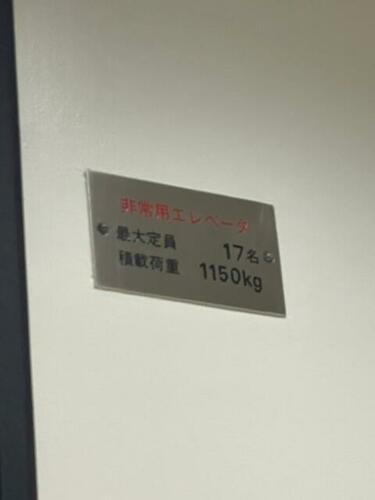 非常用エレベータ
最大定員 17名
積載荷重 1150kg